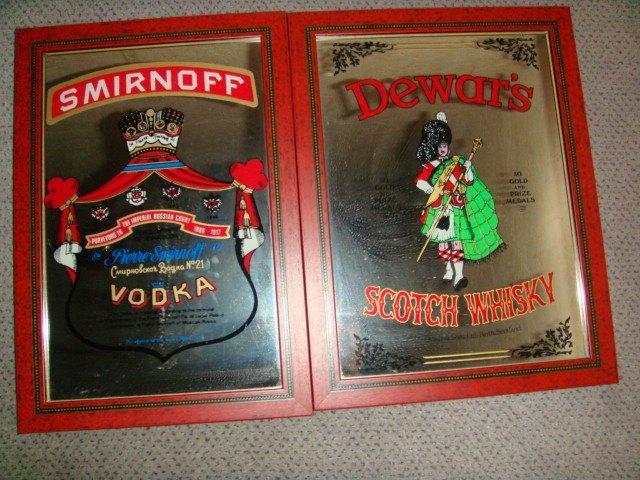 SMIRNOFF
PURVEYORS TO THE IMPERIAL RUSSIAN COURT 1886 1917
Pierre Smirnoff
Смирновская Водка №21
VODKA
Dewar's
50
GOLD
AND
PRIZE
MEDALS
SCOTCH WHISKY